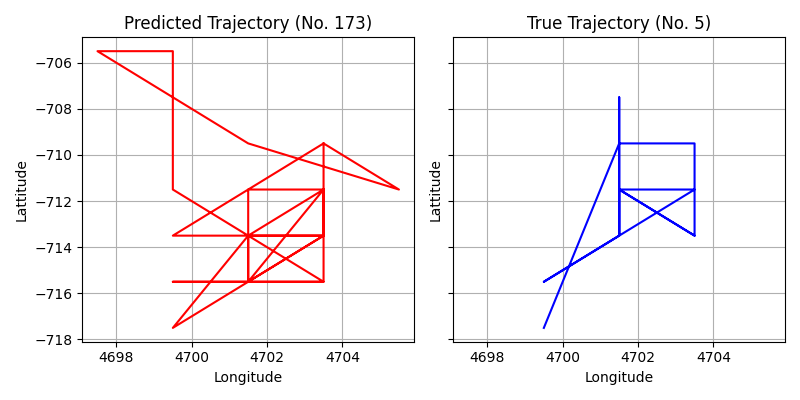 Predicted Trajectory (No. 173)
True Trajectory (No. 5)
−706
−708
−710
−712
−714
−716
−718
Lattitude
Lattitude
4698 4700 4702 4704
4698 4700 4702 4704
Longitude
Longitude